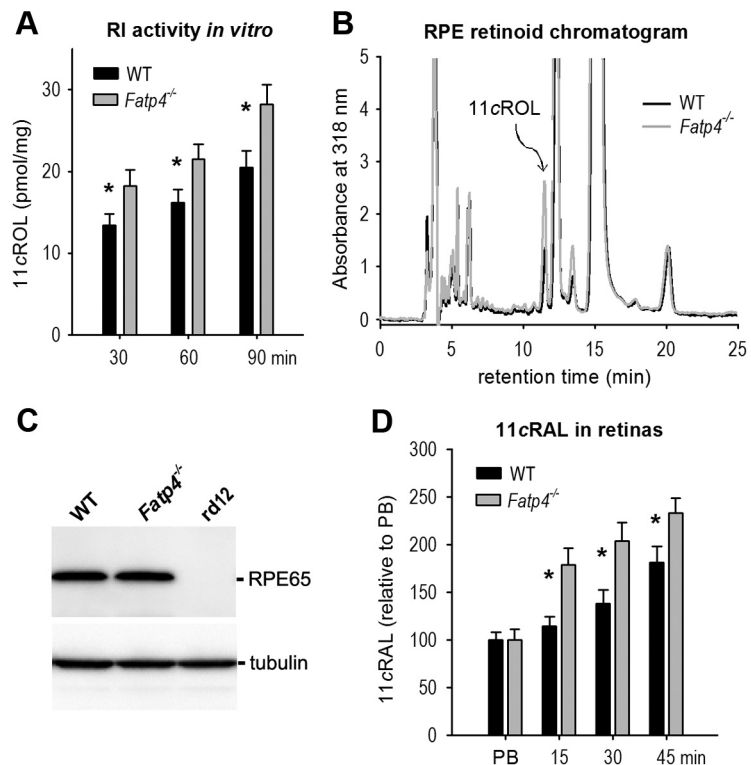 A
RI activity in vitro
WT
Fatp4-/-
11cROL (pmol/mg)
30
20
10
0
30 60 90 min
B
RPE retinoid chromatogram
WT
Fatp4-/-
11cROL
Absorbance at 318 nm
5
4
3
2
1
0
0 5 10 15 20 25
retention time (min)
C
WT Fatp4-/- rd12
RPE65
tubulin
D
11cRAL in retinas
WT
Fatp4-/-
11cRAL (relative to PB)
300
250
200
150
100
50
0
PB 15 30 45 min